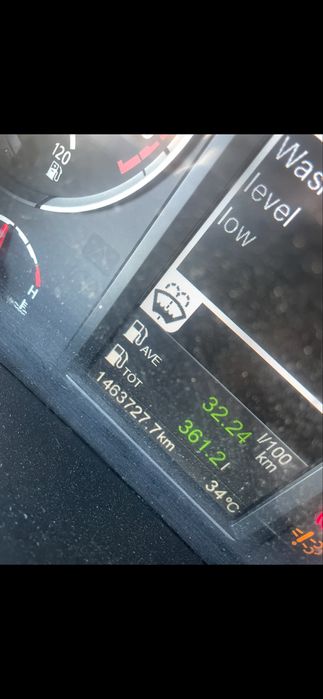 120
H
Was
level
low
AVE 32.24 l/100 km
TOT 361.2 l
1463727.7 km 34°C